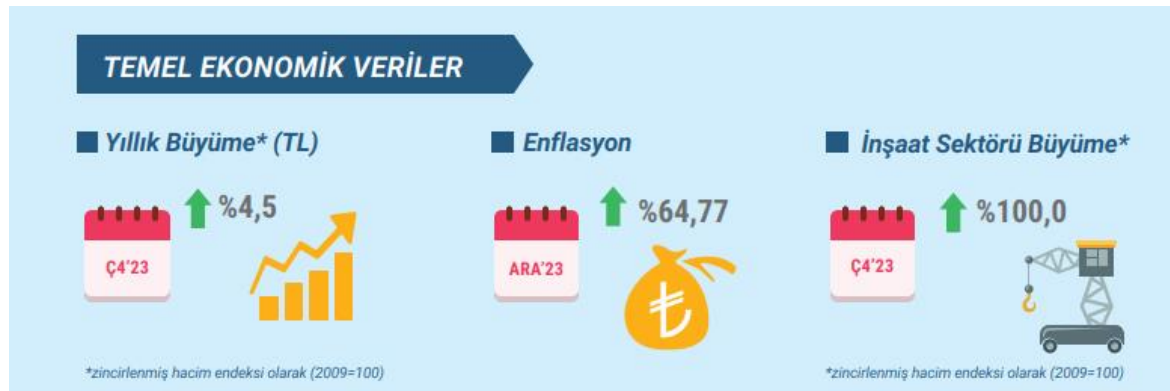 TEMEL EKONOMİK VERİLER
Yıllık Büyüme* (TL)
%4,5
Ç4'23
*zincirlenmiş hacim endeksi olarak (2009=100)
Enflasyon
%64,77
ARA'23
İnşaat Sektörü Büyüme*
%100,0
Ç4'23
*zincirlenmiş hacim endeksi olarak (2009=100)